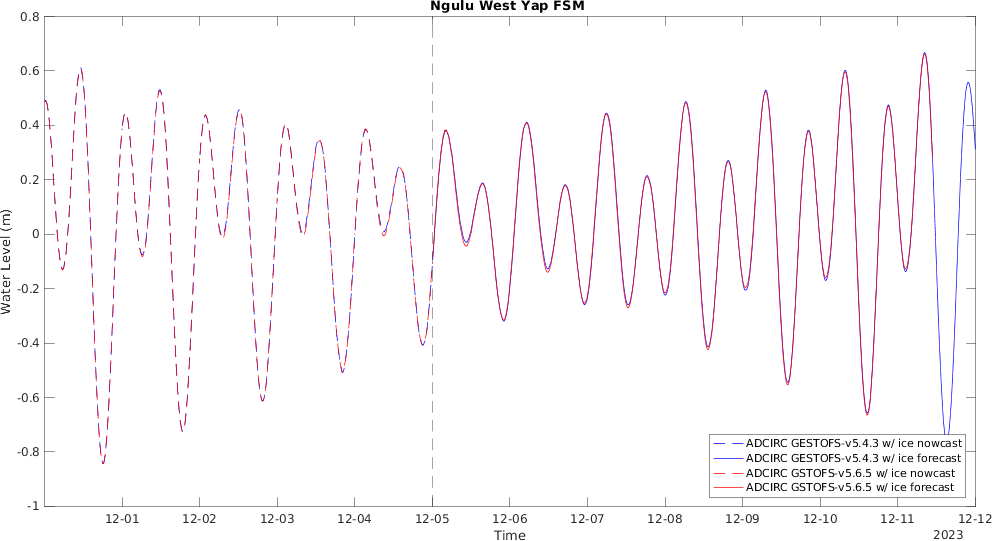 Ngulu West Yap FSM
Water Level (m)
0.8
0.6
0.4
0.2
0
-0.2
-0.4
-0.6
-0.8
-1
ADCIRC GESTOFS-v5.4.3 w/ ice nowcast
ADCIRC GESTOFS-v5.4.3 w/ ice forecast
ADCIRC GSTOFS-v5.6.5 w/ ice nowcast
ADCIRC GSTOFS-v5.6.5 w/ ice forecast
12-01 12-02 12-03 12-04 12-05 12-06 12-07 12-08 12-09 12-10 12-11 12-12
Time
2023